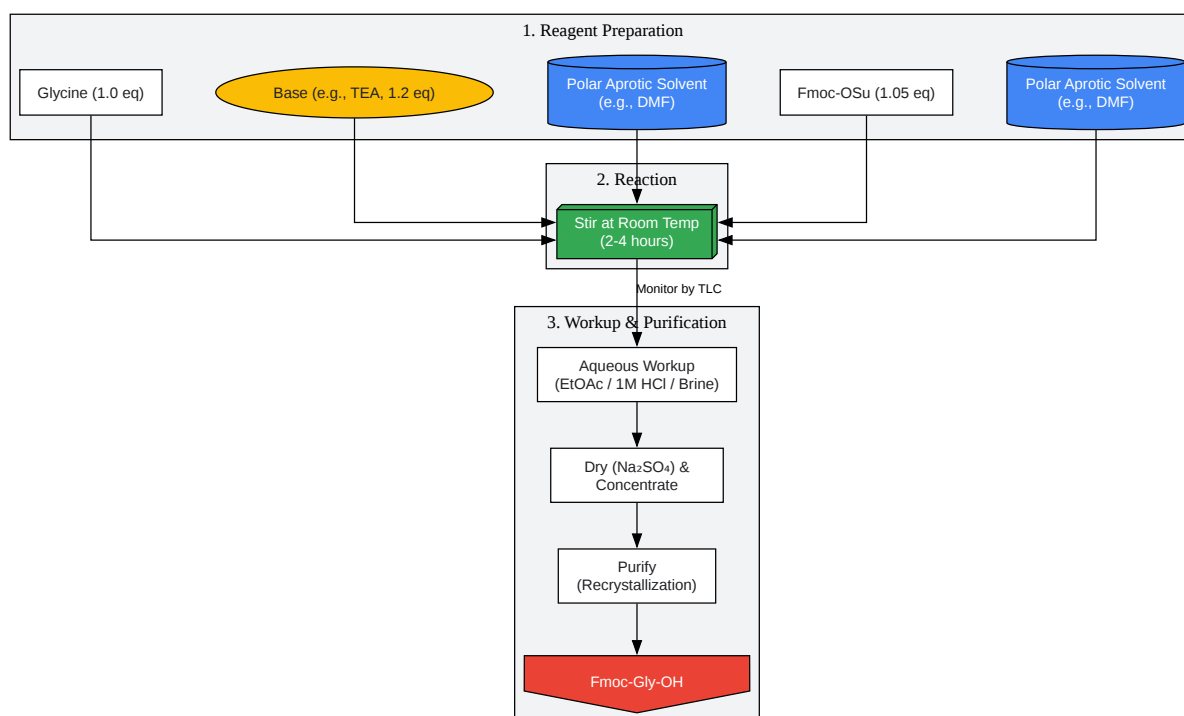 1. Reagent Preparation
Glycine (1.0 eq)
Base (e.g., TEA, 1.2 eq)
Polar Aprotic Solvent
(e.g., DMF)
Fmoc-OSu (1.05 eq)
Polar Aprotic Solvent
(e.g., DMF)
2. Reaction
Stir at Room Temp
(2-4 hours)
Monitor by TLC
3. Workup & Purification
Aqueous Workup
(EtOAc / 1M HCl / Brine)
Dry (Na₂SO₄) &
Concentrate
Purify
(Recrystallization)
Fmoc-Gly-OH